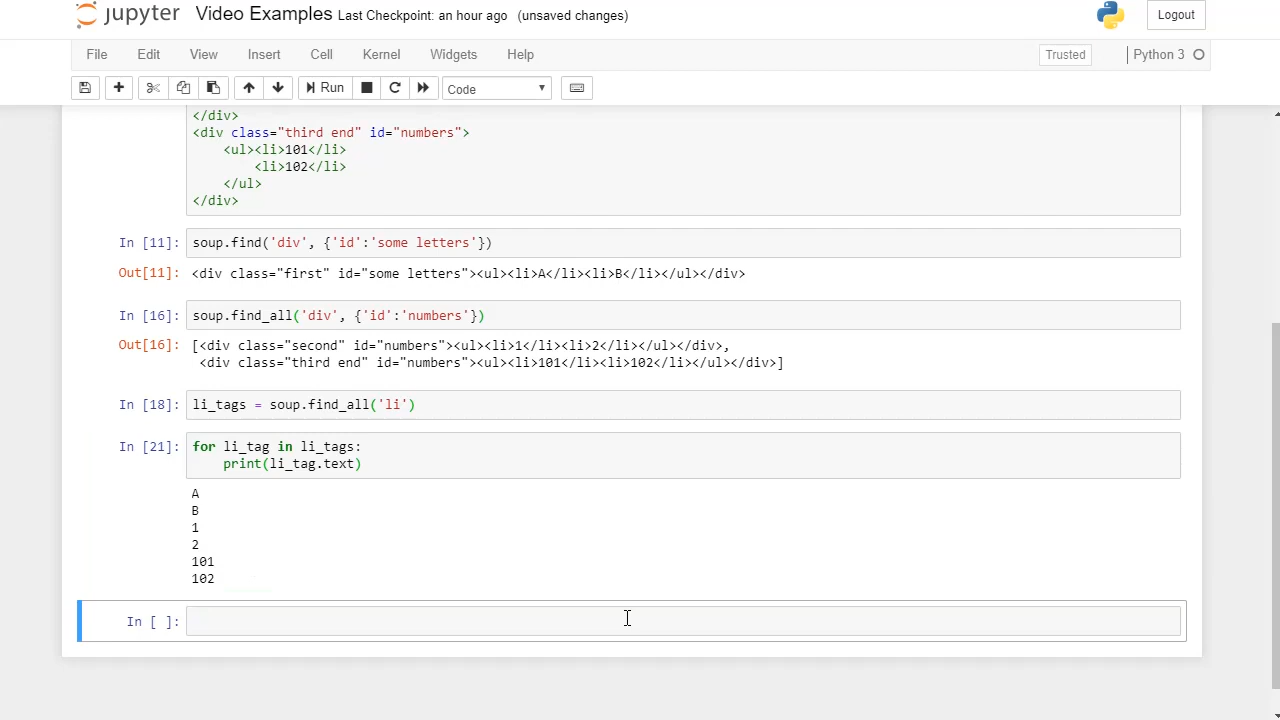 jupyter Video Examples Last Checkpoint: an hour ago (unsaved changes) Logout
File Edit View Insert Cell Kernel Widgets Help Trusted Python 3
Run Code
</div>
<div class="third end" id="numbers">
    <ul><li>101</li>
        <li>102</li>
    </ul>
</div>
In [11]: soup.find('div', {'id':'some letters'})
Out[11]: <div class="first" id="some letters"><ul><li>A</li><li>B</li></ul></div>
In [16]: soup.find_all('div', {'id':'numbers'})
Out[16]: [<div class="second" id="numbers"><ul><li>1</li><li>2</li></ul></div>,
 <div class="third end" id="numbers"><ul><li>101</li><li>102</li></ul></div>]
In [18]: li_tags = soup.find_all('li')
In [21]: for li_tag in li_tags:
    print(li_tag.text)
A
B
1
2
101
102
In [ ]: